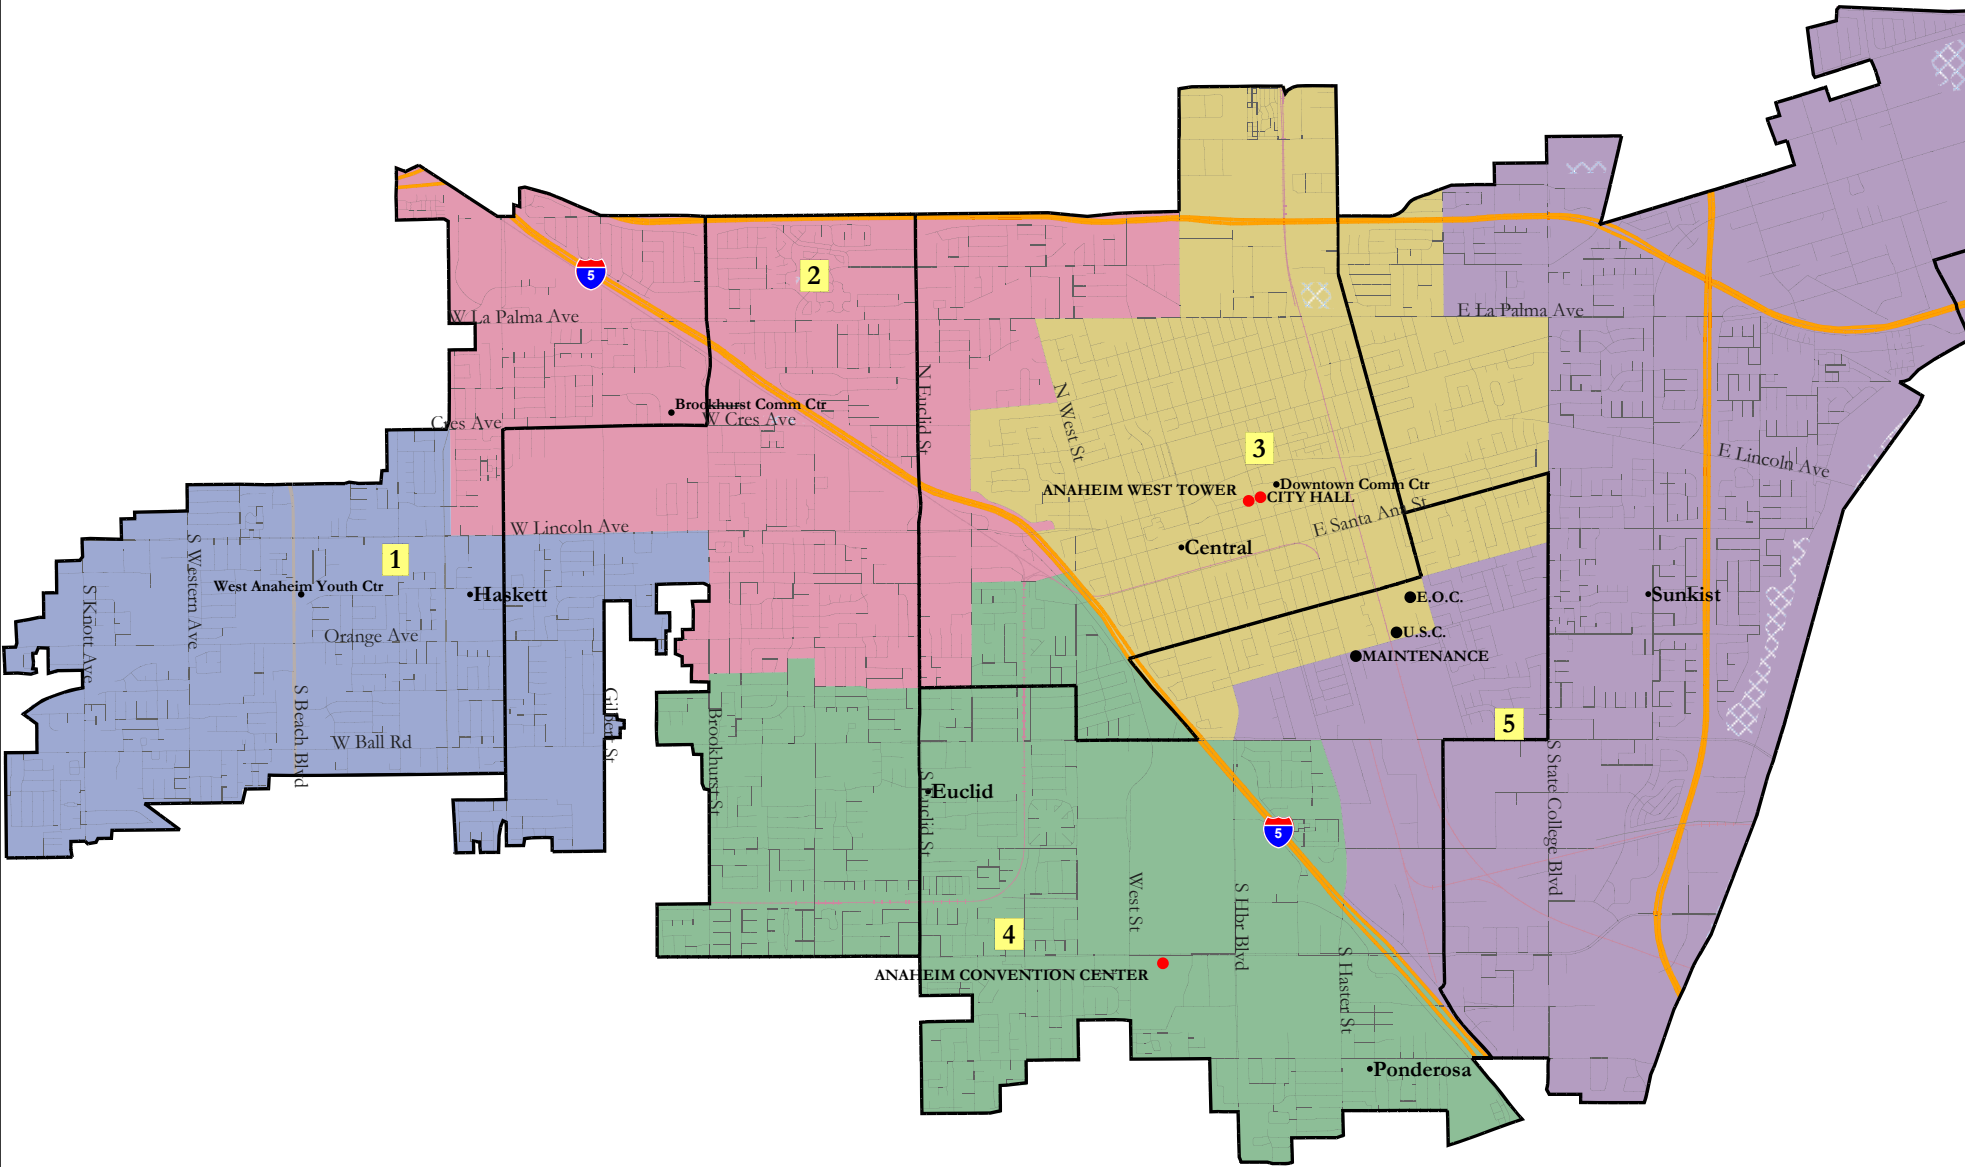 5
2
W La Palma Ave
E La Palma Ave
Brookhurst Comm Ctr
W Cres Ave
Cres Ave
N Euclid St
N West St
3
E Lincoln Ave
Downtown Comm Ctr
ANAHEIM WEST TOWER
CITY HALL
E Santa Ana St
W Lincoln Ave
Central
1
S Western Ave
S Knott Ave
West Anaheim Youth Ctr
Haskett
Orange Ave
E.O.C.
Sunkist
U.S.C.
MAINTENANCE
S Beach Blvd
W Ball Rd
Gilbert St
Brookhurst St
5
S State College Blvd
S Euclid St
Euclid
5
West St
S Hbr Blvd
4
ANAHEIM CONVENTION CENTER
S Haster St
Ponderosa